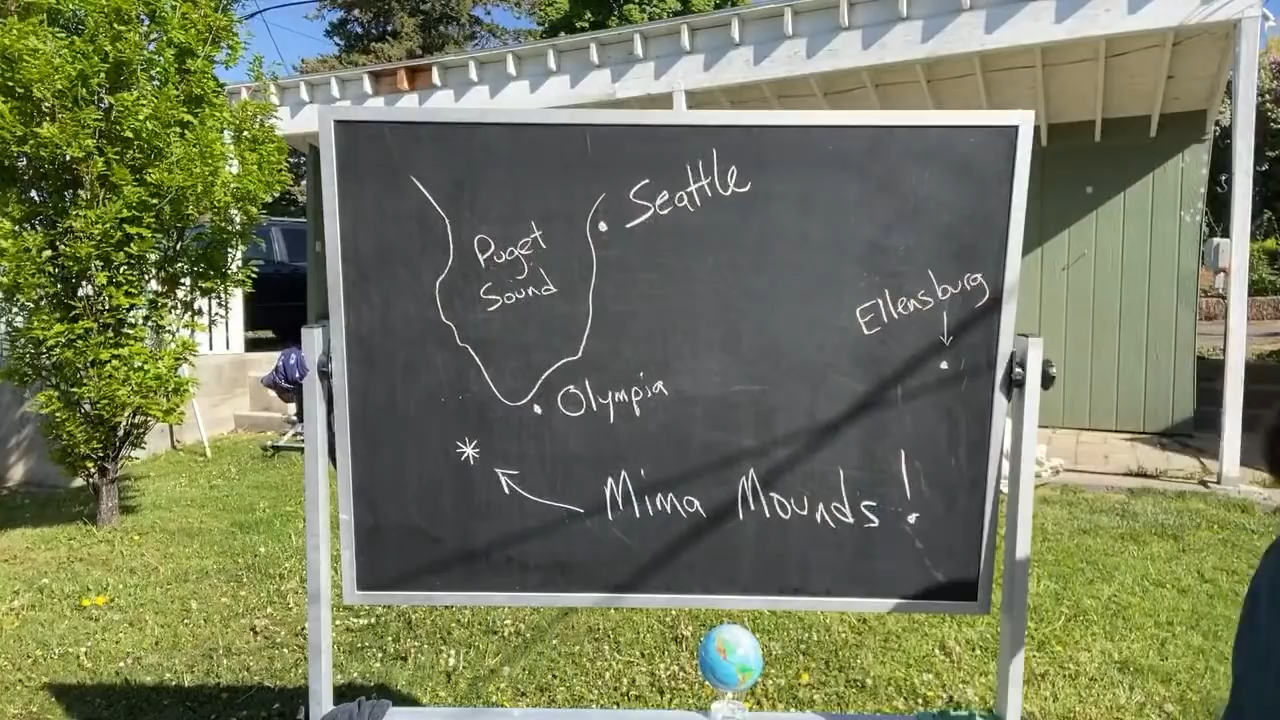 Seattle
Puget
Sound
Ellensburg
Olympia
Mima Mounds!